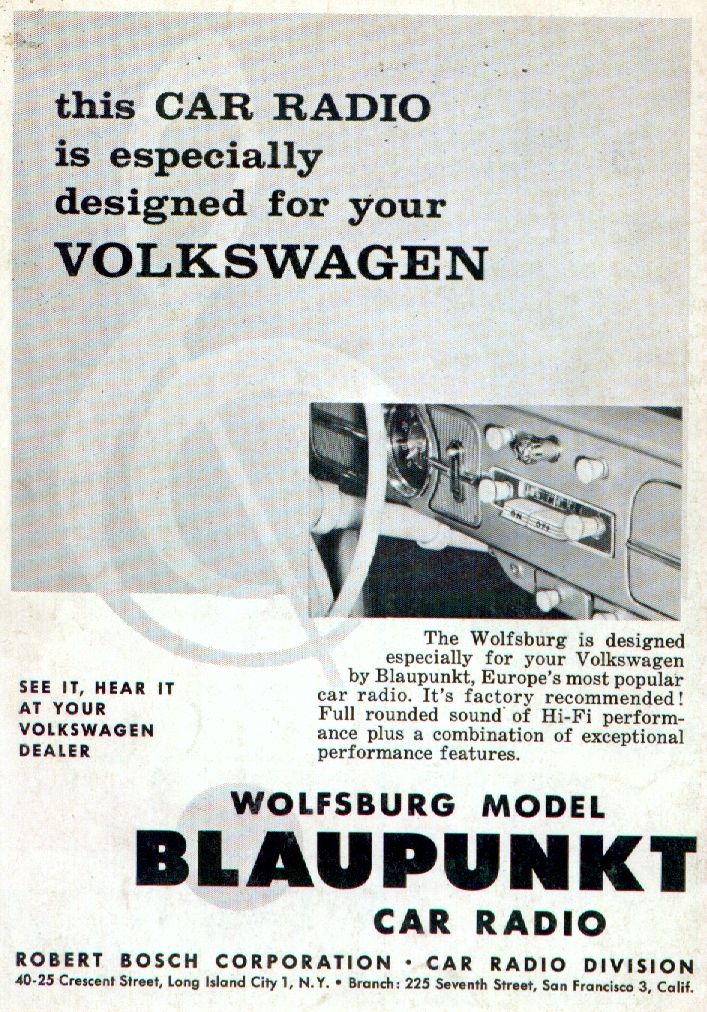 this CAR RADIO
is especially
designed for your
VOLKSWAGEN
ON OFF
The Wolfsburg is designed
especially for your Volkswagen
by Blaupunkt, Europe's most popular
car radio. It's factory recommended!
Full rounded sound of Hi-Fi perform-
ance plus a combination of exceptional
performance features.
SEE IT, HEAR IT
AT YOUR
VOLKSWAGEN
DEALER
WOLFSBURG MODEL
BLAUPUNKT
CAR RADIO
ROBERT BOSCH CORPORATION • CAR RADIO DIVISION
40-25 Crescent Street, Long Island City 1, N.Y. • Branch: 225 Seventh Street, San Francisco 3, Calif.